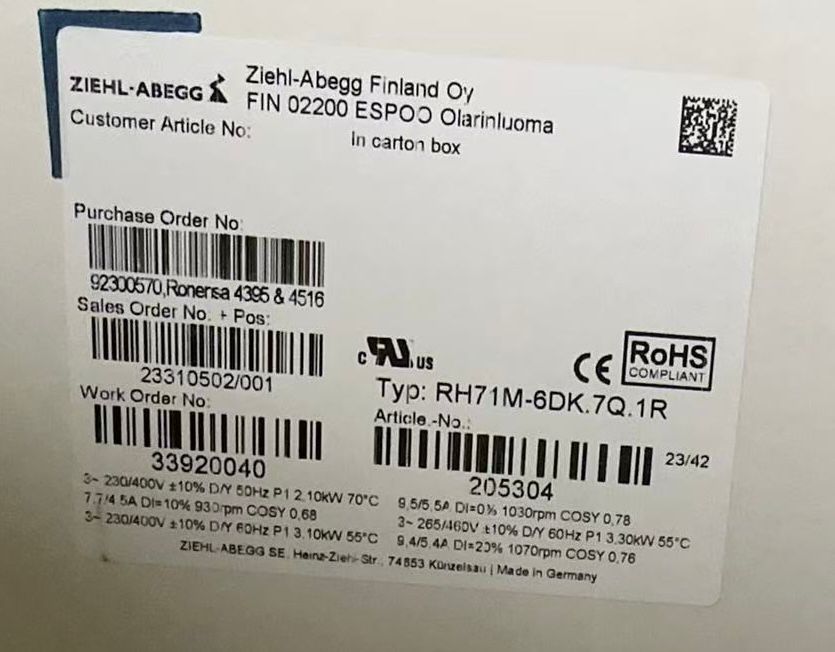 ZIEHL-ABEGG
Ziehl-Abegg Finland Oy
FIN 02200 ESPOO Olarinluoma
Customer Article No:
In carton box
Purchase Order No:
92300570,Ronersa 4395 & 4516
Sales Order No. + Pos:
23310502/001
Work Order No:
33920040
c UR US
CE RoHS
COMPLIANT
Typ: RH71M-6DK.7Q.1R
Article.-No.:
23/42
205304
3~ 230/400V ±10% D/Y 50Hz P1 2,10kW 70°C
7,7/4,5A DI=10% 930rpm COSY 0,68
3~ 230/400V ±10% D/Y 60Hz P1 3,10kW 55°C
9,5/5,5A DI=0% 1030rpm COSY 0,78
3~ 265/460V ±10% D/Y 60Hz P1 3,30kW 55°C
9,4/5,4A DI=20% 1070rpm COSY 0,76
ZIEHL-ABEGG SE, Heinz-Ziehl-Str., 74653 Künzelsau | Made in Germany